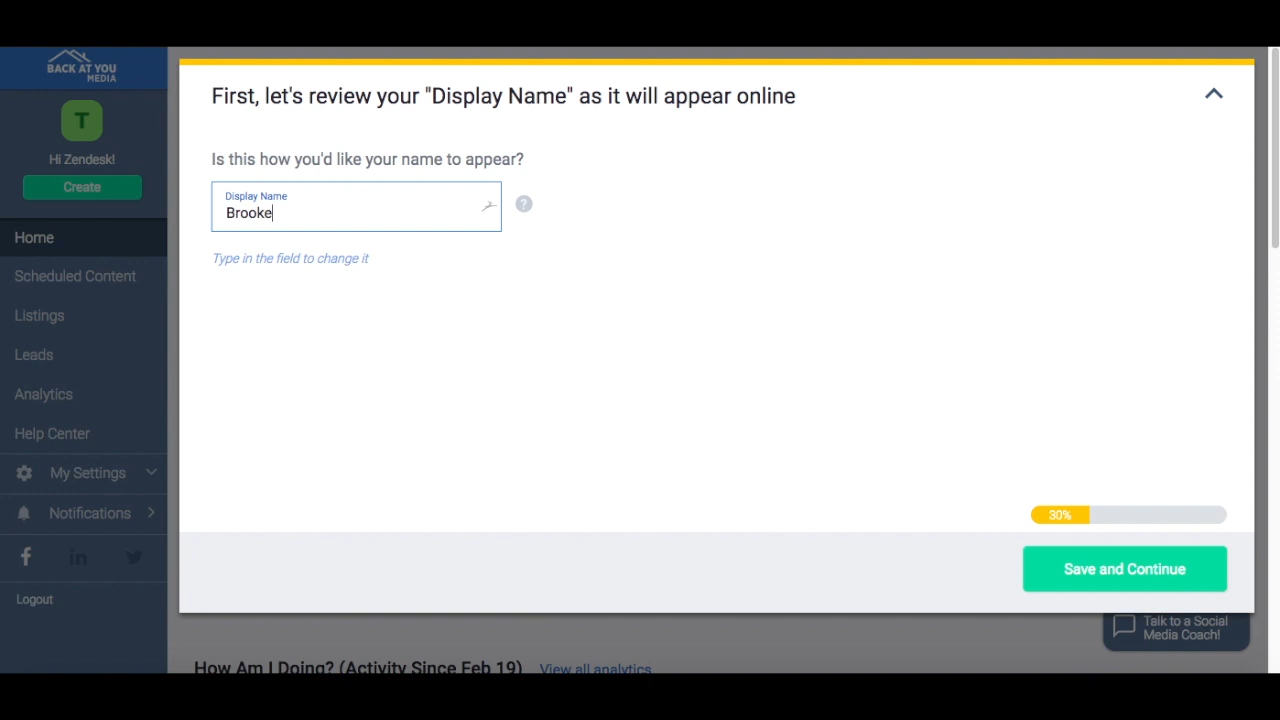 BACK AT YOU
MEDIA
T
Hi Zendesk!
Create
Home
Scheduled Content
Listings
Leads
Analytics
Help Center
My Settings
Notifications
Logout
First, let's review your "Display Name" as it will appear online
Is this how you'd like your name to appear?
Display Name
Brooke
?
Type in the field to change it
30%
Save and Continue
Talk to a Social
Media Coach!
How Am I Doing? (Activity Since Feb 19) View all analytics